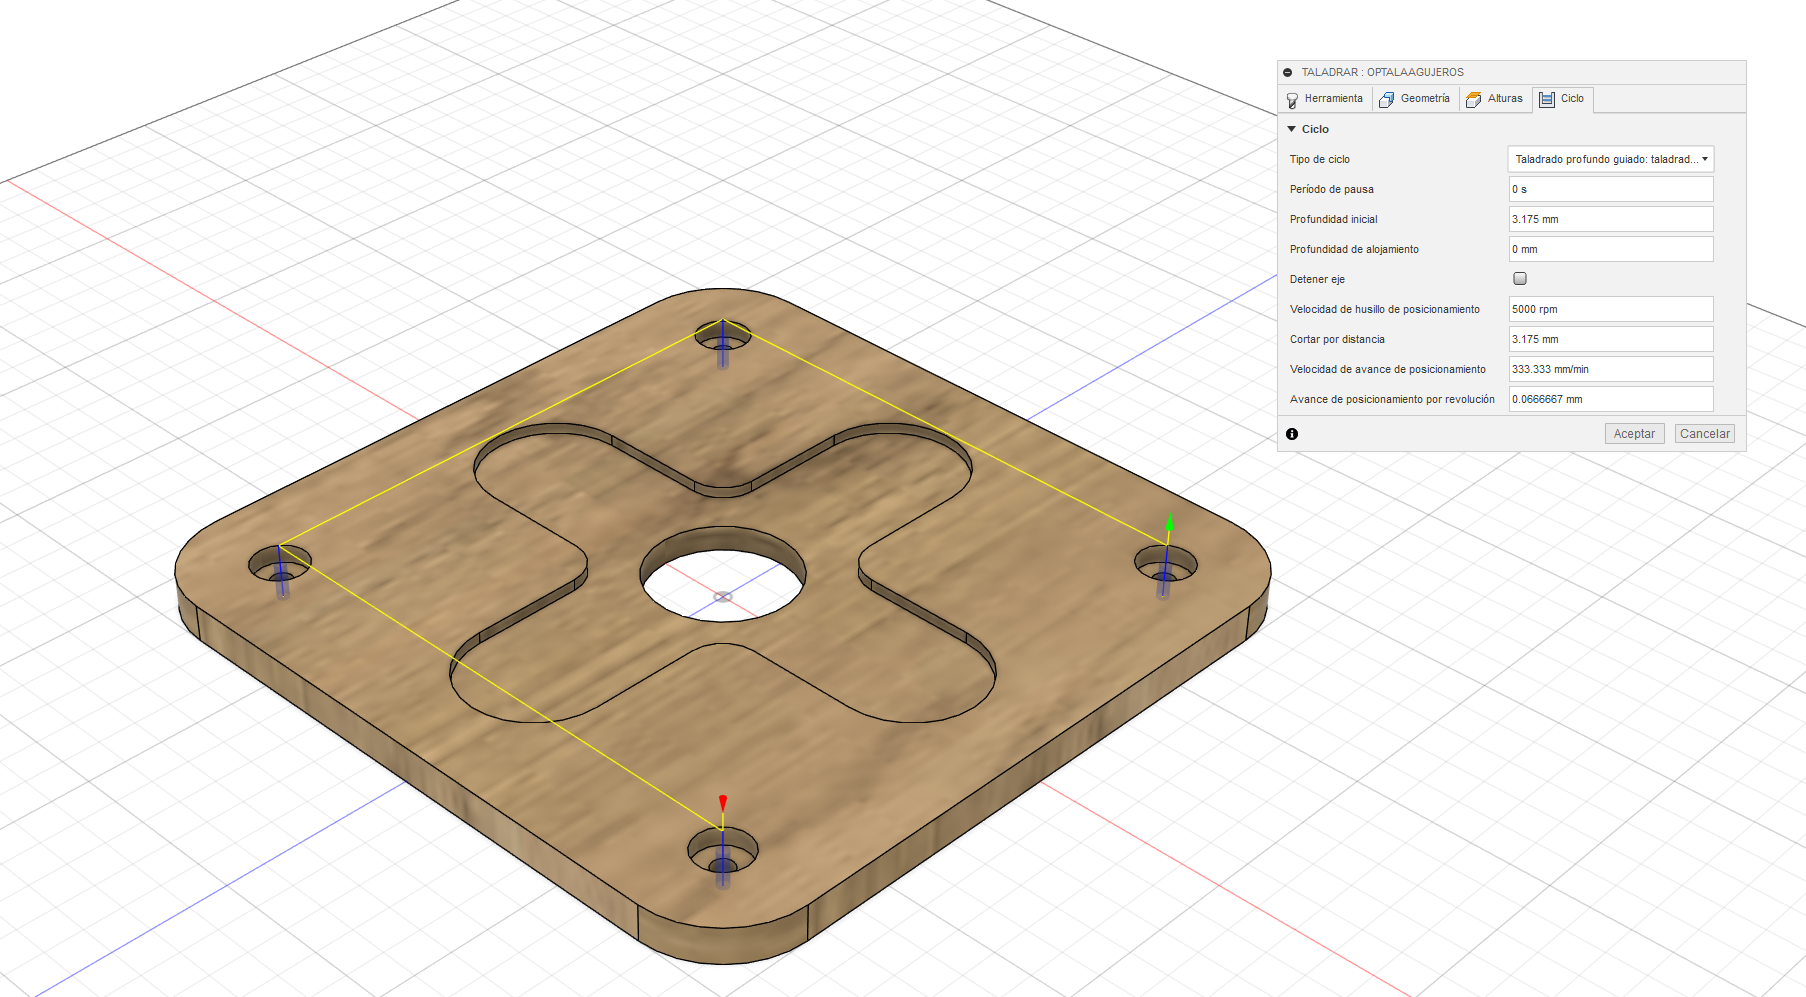 TALADRAR : OPTALAAGUJEROS
Herramienta Geometría Alturas Ciclo
Ciclo
Tipo de ciclo Taladrado profundo guiado: taladrad...
Período de pausa 0 s
Profundidad inicial 3.175 mm
Profundidad de alojamiento 0 mm
Detener eje
Velocidad de husillo de posicionamiento 5000 rpm
Cortar por distancia 3.175 mm
Velocidad de avance de posicionamiento 333.333 mm/min
Avance de posicionamiento por revolución 0.0666667 mm
Aceptar Cancelar